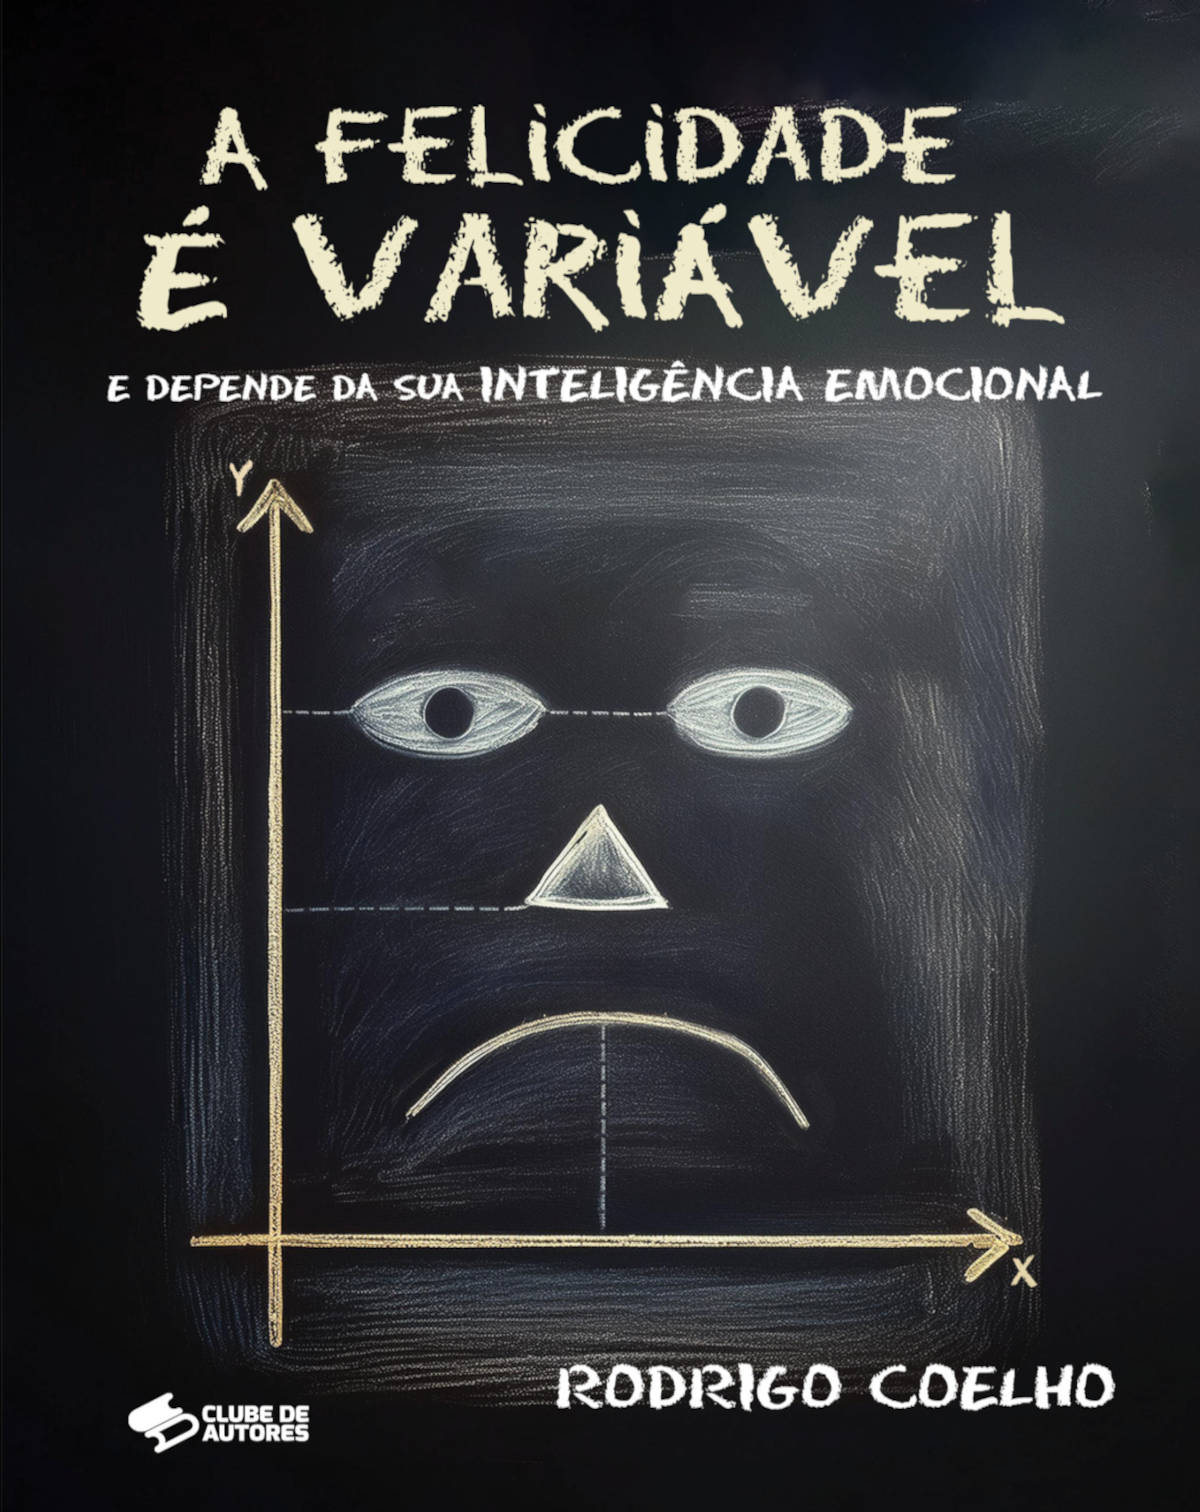 A FELICIDADE
É VARIÁVEL
E DEPENDE DA SUA INTELIGÊNCIA EMOCIONAL
Y
X
RODRIGO COELHO
CLUBE DE
AUTORES